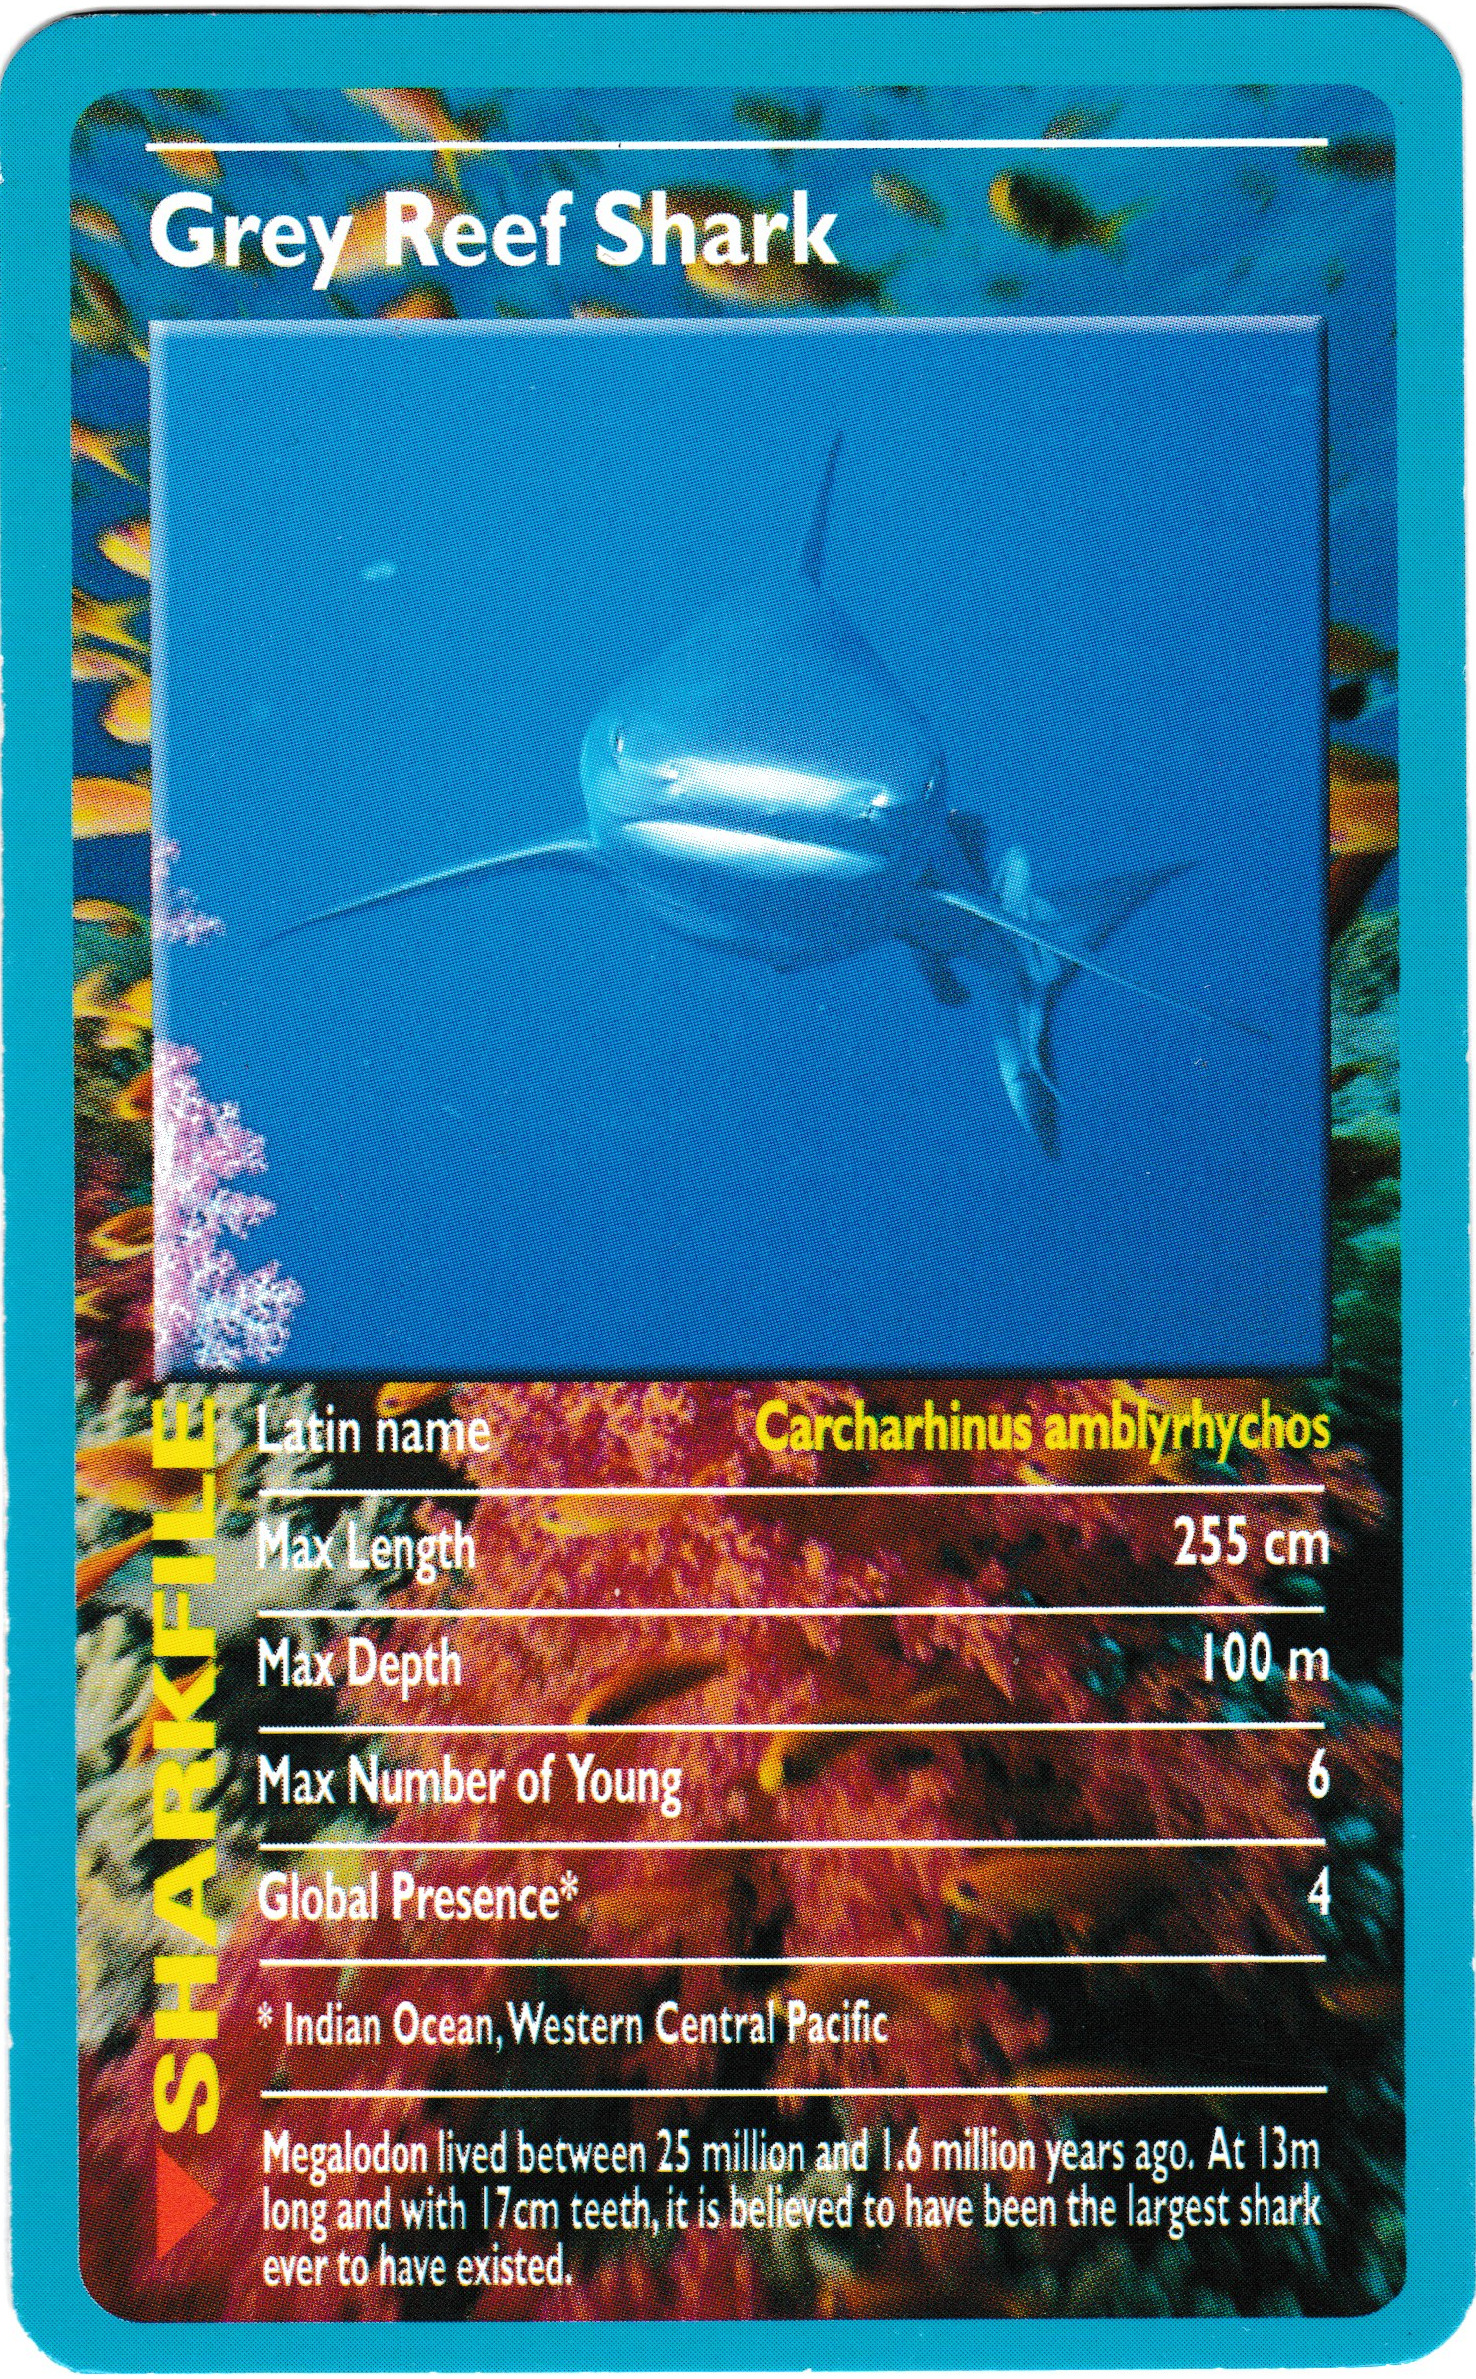 Grey Reef Shark
SHARKFILE
Latin name Carcharhinus amblyrhychos
Max Length 255 cm
Max Depth 100 m
Max Number of Young 6
Global Presence* 4
* Indian Ocean, Western Central Pacific
Megalodon lived between 25 million and 1.6 million years ago. At 13m
long and with 17cm teeth, it is believed to have been the largest shark
ever to have existed.